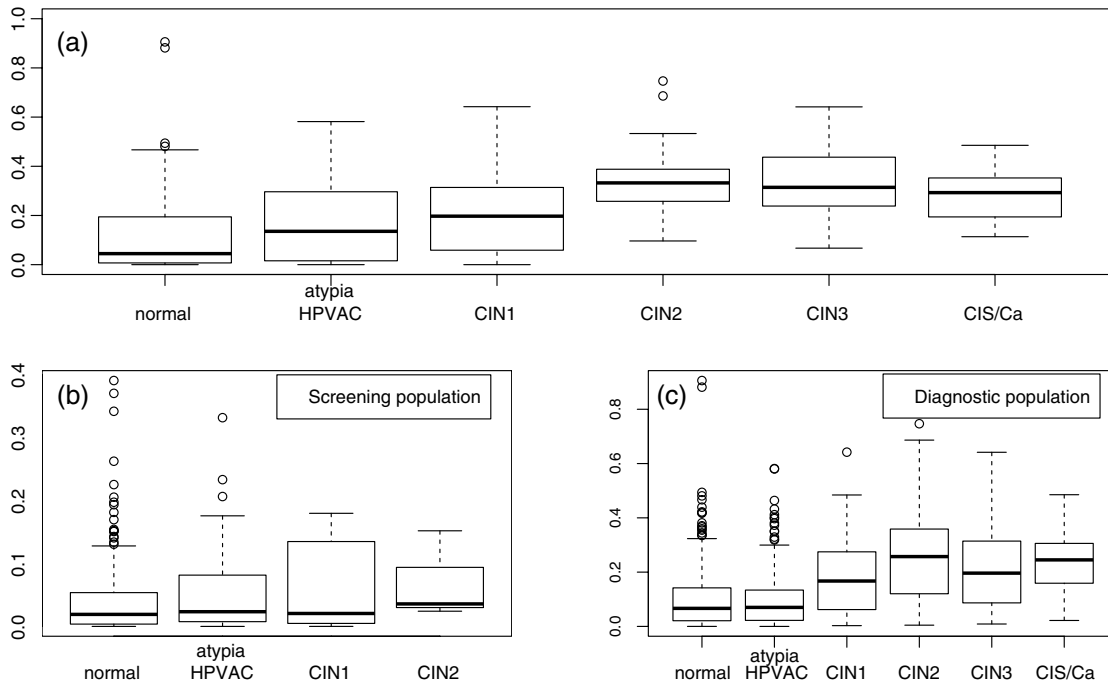 (a)
1.0
0.8
0.6
0.4
0.2
0.0
normal
atypia
HPVAC
CIN1
CIN2
CIN3
CIS/Ca
(b)
Screening population
0.4
0.3
0.2
0.1
0.0
normal
atypia
HPVAC
CIN1
CIN2
(c)
Diagnostic population
0.8
0.6
0.4
0.2
0.0
normal
atypia
HPVAC
CIN1
CIN2
CIN3
CIS/Ca